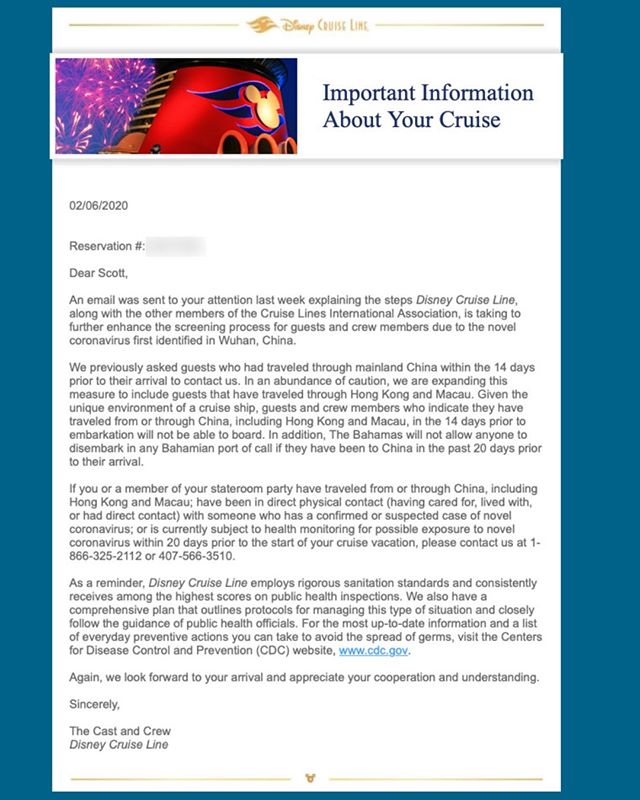 Disney CRUISE LINE
Important Information
About Your Cruise
02/06/2020
Reservation #:
Dear Scott,
An email was sent to your attention last week explaining the steps Disney Cruise Line,
along with the other members of the Cruise Lines International Association, is taking to
further enhance the screening process for guests and crew members due to the novel
coronavirus first identified in Wuhan, China.
We previously asked guests who had traveled through mainland China within the 14 days
prior to their arrival to contact us. In an abundance of caution, we are expanding this
measure to include guests that have traveled through Hong Kong and Macau. Given the
unique environment of a cruise ship, guests and crew members who indicate they have
traveled from or through China, including Hong Kong and Macau, in the 14 days prior to
embarkation will not be able to board. In addition, The Bahamas will not allow anyone to
disembark in any Bahamian port of call if they have been to China in the past 20 days prior
to their arrival.
If you or a member of your stateroom party have traveled from or through China, including
Hong Kong and Macau; have been in direct physical contact (having cared for, lived with,
or had direct contact) with someone who has a confirmed or suspected case of novel
coronavirus; or is currently subject to health monitoring for possible exposure to novel
coronavirus within 20 days prior to the start of your cruise vacation, please contact us at 1-
866-325-2112 or 407-566-3510.
As a reminder, Disney Cruise Line employs rigorous sanitation standards and consistently
receives among the highest scores on public health inspections. We also have a
comprehensive plan that outlines protocols for managing this type of situation and closely
follow the guidance of public health officials. For the most up-to-date information and a list
of everyday preventive actions you can take to avoid the spread of germs, visit the Centers
for Disease Control and Prevention (CDC) website, www.cdc.gov.
Again, we look forward to your arrival and appreciate your cooperation and understanding.
Sincerely,
The Cast and Crew
Disney Cruise Line